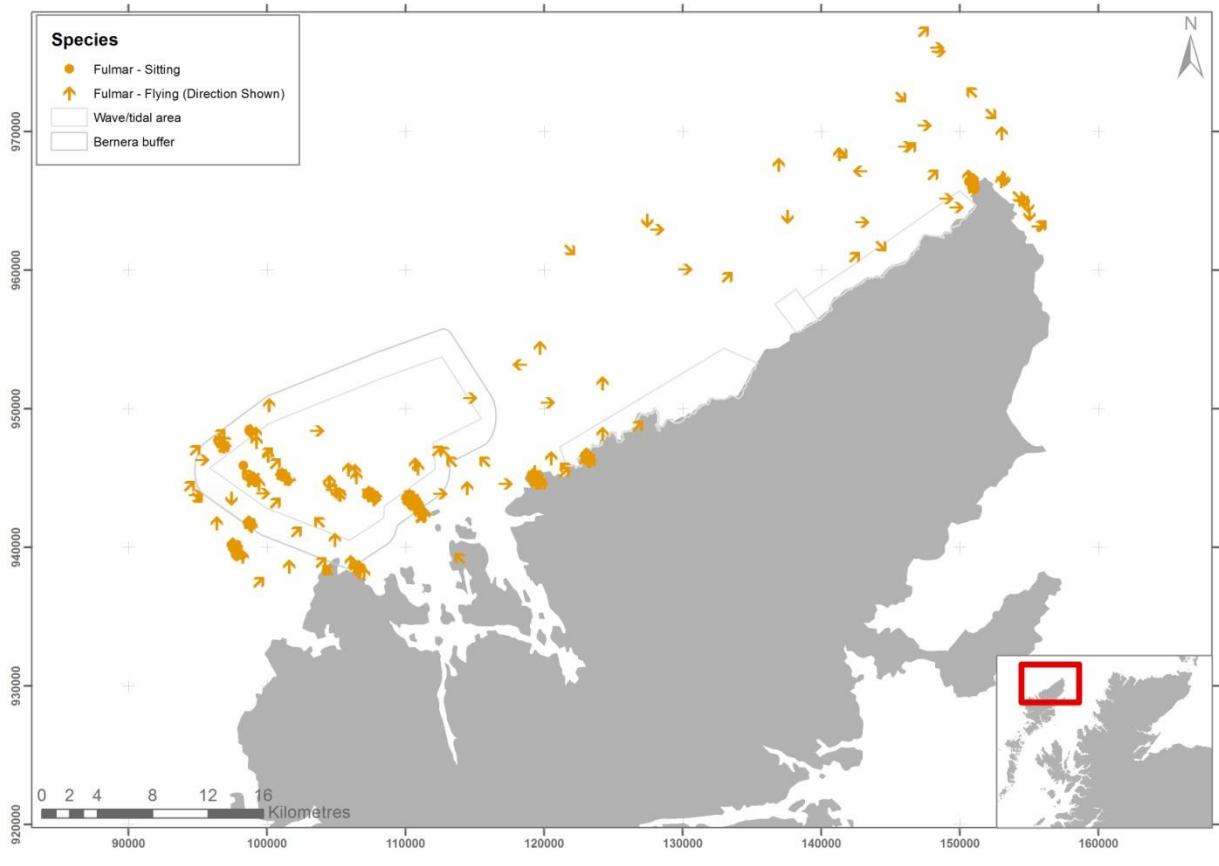 Species
Fulmar - Sitting
Fulmar - Flying (Direction Shown)
Wave/tidal area
Bernera buffer
N
970000
960000
950000
940000
930000
920000
0 2 4 8 12 16
Kilometres
90000 100000 110000 120000 130000 140000 150000 160000